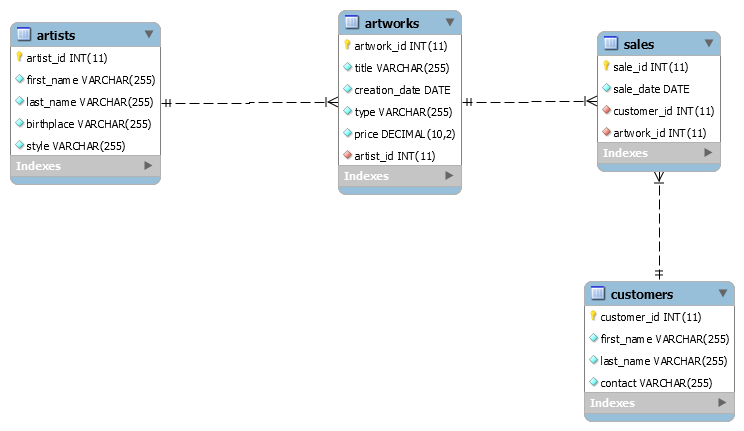 artists
artist_id INT(11)
first_name VARCHAR(255)
last_name VARCHAR(255)
birthplace VARCHAR(255)
style VARCHAR(255)
Indexes
artworks
artwork_id INT(11)
title VARCHAR(255)
creation_date DATE
type VARCHAR(255)
price DECIMAL(10,2)
artist_id INT(11)
Indexes
sales
sale_id INT(11)
sale_date DATE
customer_id INT(11)
artwork_id INT(11)
Indexes
customers
customer_id INT(11)
first_name VARCHAR(255)
last_name VARCHAR(255)
contact VARCHAR(255)
Indexes